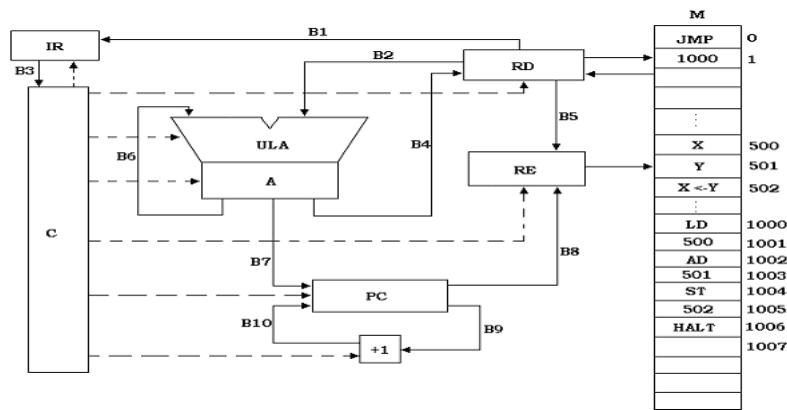 M
B1
IR
JMP
0
B2
RD
1000
1
B3
B5
⋮
ULA
B4
X
500
B6
Y
501
RE
A
X <-Y
502
⋮
C
LD
1000
500
1001
B7
B8
AD
1002
501
1003
PC
ST
1004
502
1005
B10
B9
HALT
1006
+1
1007